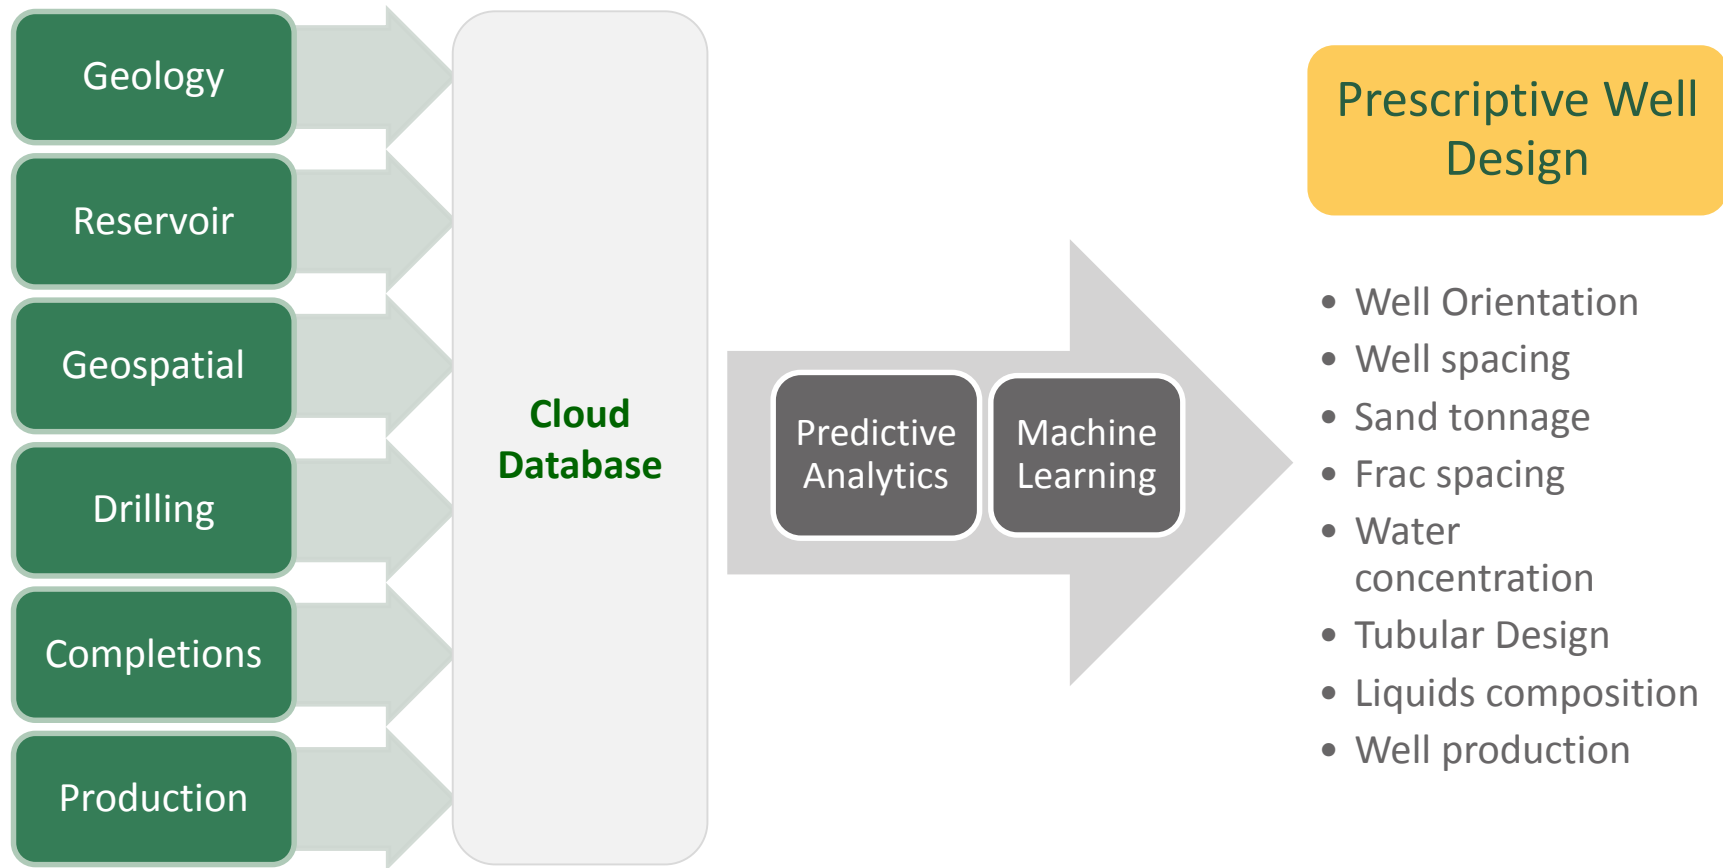 Geology
Reservoir
Geospatial
Drilling
Completions
Production
Cloud
Database
Predictive
Analytics
Machine
Learning
Prescriptive Well
Design
• Well Orientation
• Well spacing
• Sand tonnage
• Frac spacing
• Water
concentration
• Tubular Design
• Liquids composition
• Well production